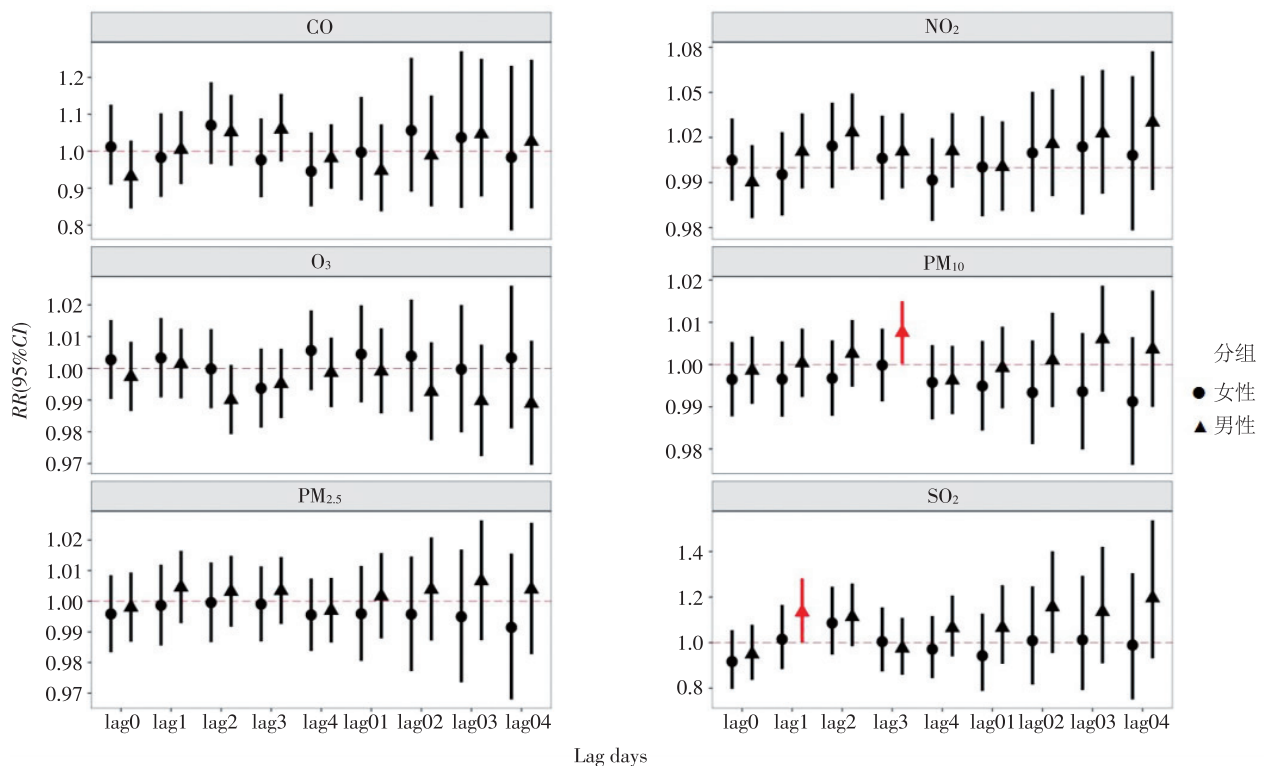 CO
1.2
1.1
1.0
0.9
0.8
NO₂
1.08
1.05
1.02
0.99
0.98
O₃
1.02
1.01
1.00
0.99
0.98
0.97
PM₁₀
1.02
1.01
1.00
0.99
0.98
PM₂.₅
1.02
1.01
1.00
0.99
0.98
0.97
SO₂
1.4
1.2
1.0
0.8
RR(95%CI)
lag0 lag1 lag2 lag3 lag4 lag01 lag02 lag03 lag04
lag0 lag1 lag2 lag3 lag4 lag01 lag02 lag03 lag04
Lag days
分组
女性
男性